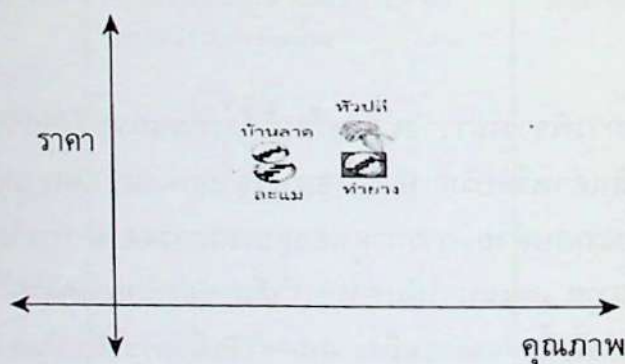 หัวปลี
บ้านลาด
ราคา
ละแม
ท่ายาง
คุณภาพ